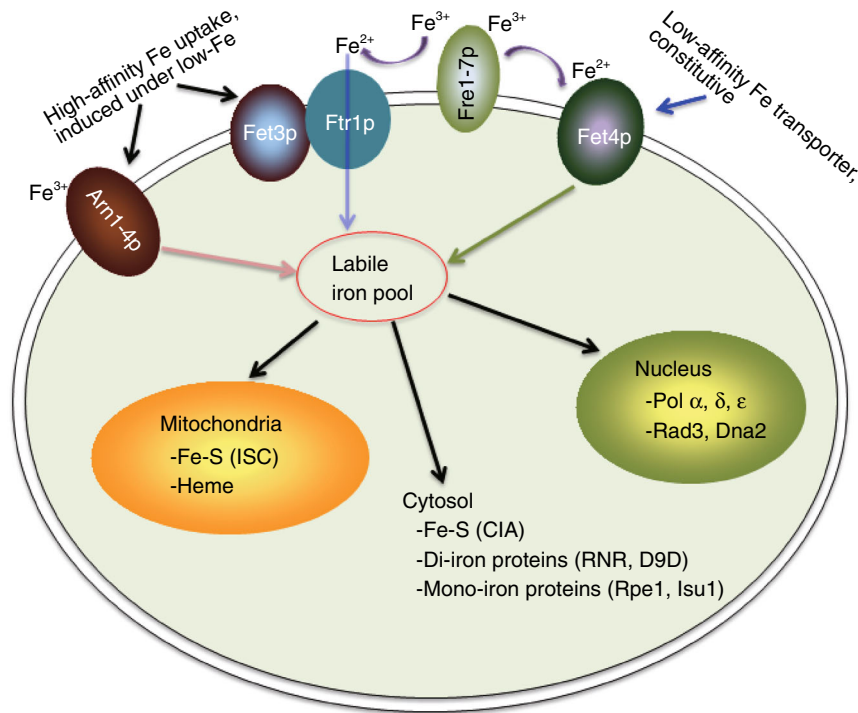 High-affinity Fe uptake,
induced under low-Fe
Fe2+
Fe3+
Fe3+
Fe2+
Low-affinity Fe transporter,
constitutive
Fre1-7p
Fet3p
Ftr1p
Fet4p
Fe3+
Arn1-4p
Labile
iron pool
Nucleus
-Pol α, δ, ε
-Rad3, Dna2
Mitochondria
-Fe-S (ISC)
-Heme
Cytosol
-Fe-S (CIA)
-Di-iron proteins (RNR, D9D)
-Mono-iron proteins (Rpe1, Isu1)